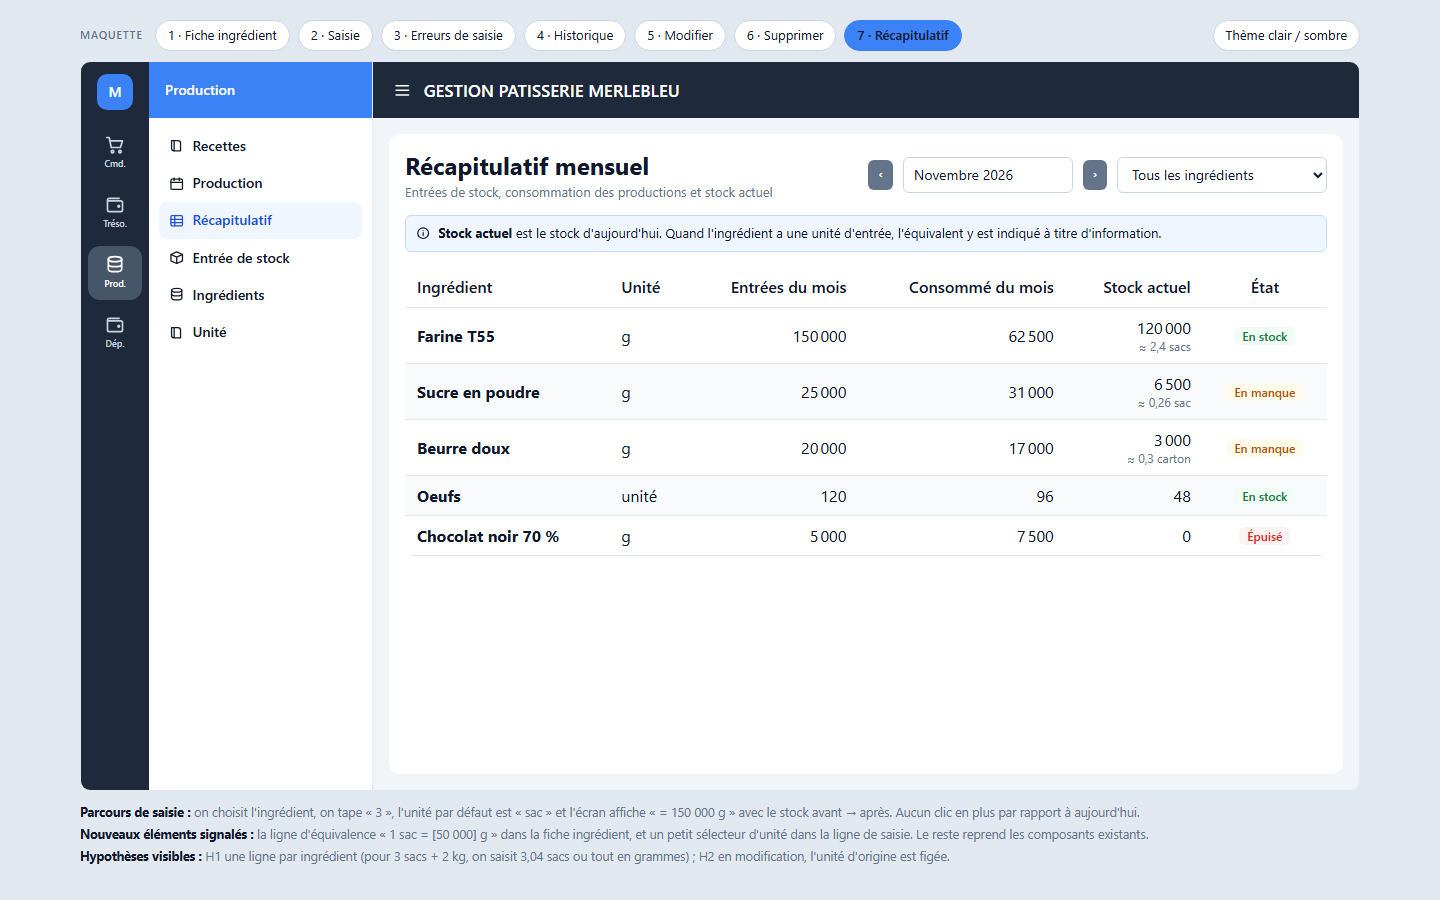 MAQUETTE
1 · Fiche ingrédient
2 · Saisie
3 · Erreurs de saisie
4 · Historique
5 · Modifier
6 · Supprimer
7 · Récapitulatif
Thème clair / sombre
M
Cmd.
Tréso.
Prod.
Dép.
Production
Recettes
Production
Récapitulatif
Entrée de stock
Ingrédients
Unité
GESTION PATISSERIE MERLEBLEU
Récapitulatif mensuel
Entrées de stock, consommation des productions et stock actuel
‹
Novembre 2026
›
Tous les ingrédients
Stock actuel est le stock d'aujourd'hui. Quand l'ingrédient a une unité d'entrée, l'équivalent y est indiqué à titre d'information.
Ingrédient Unité Entrées du mois Consommé du mois Stock actuel État
Farine T55 g 150 000 62 500 120 000 En stock
≈ 2,4 sacs
Sucre en poudre g 25 000 31 000 6 500 En manque
≈ 0,26 sac
Beurre doux g 20 000 17 000 3 000 En manque
≈ 0,3 carton
Oeufs unité 120 96 48 En stock
Chocolat noir 70 % g 5 000 7 500 0 Épuisé
Parcours de saisie : on choisit l'ingrédient, on tape « 3 », l'unité par défaut est « sac » et l'écran affiche « = 150 000 g » avec le stock avant → après. Aucun clic en plus par rapport à aujourd'hui.
Nouveaux éléments signalés : la ligne d'équivalence « 1 sac = [50 000] g » dans la fiche ingrédient, et un petit sélecteur d'unité dans la ligne de saisie. Le reste reprend les composants existants.
Hypothèses visibles : H1 une ligne par ingrédient (pour 3 sacs + 2 kg, on saisit 3,04 sacs ou tout en grammes) ; H2 en modification, l'unité d'origine est figée.